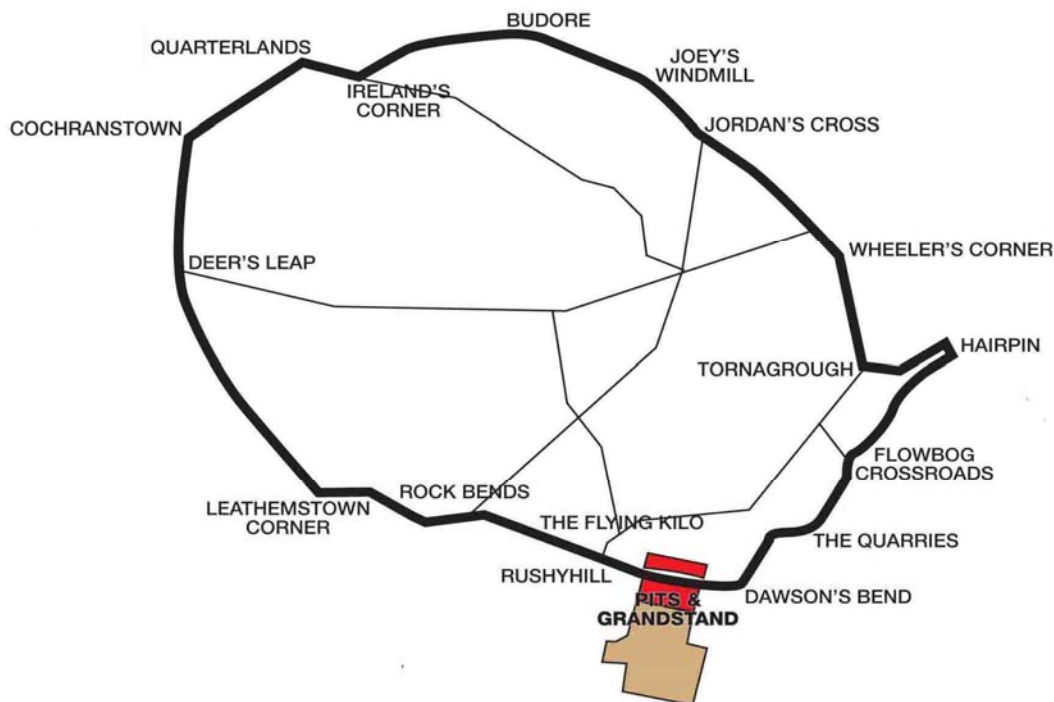 BUDORE
QUARTERLANDS
JOEY'S
WINDMILL
IRELAND'S
CORNER
COCHRANSTOWN
JORDAN'S CROSS
WHEELER'S CORNER
DEER'S LEAP
HAIRPIN
TORNAGROUGH
FLOWBOG
CROSSROADS
ROCK BENDS
LEATHEMSTOWN
CORNER
THE FLYING KILO
THE QUARRIES
RUSHYHILL
DAWSON'S BEND
PITS &
GRANDSTAND